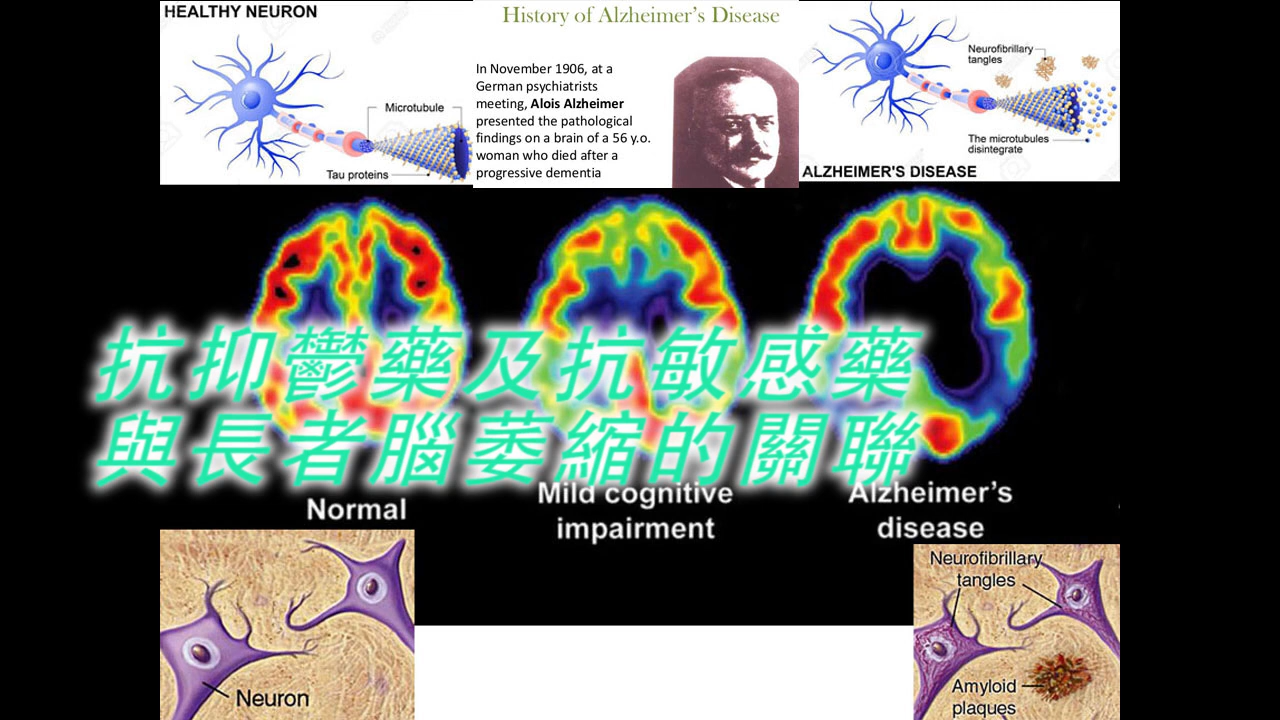 HEALTHY NEURON
Microtubule
Tau proteins
History of Alzheimer's Disease
In November 1906, at a
German psychiatrists
meeting, Alois Alzheimer
presented the pathological
findings on a brain of a 56 y.o.
woman who died after a
progressive dementia
Neurofibrillary
tangles
The microtubules
disintegrate
ALZHEIMER'S DISEASE
抗抑鬱藥及抗敏感藥
與長者腦萎縮的關聯
Normal
Mild cognitive
impairment
Alzheimer's
disease
Neuron
Neurofibrillary
tangles
Amyloid
plaques